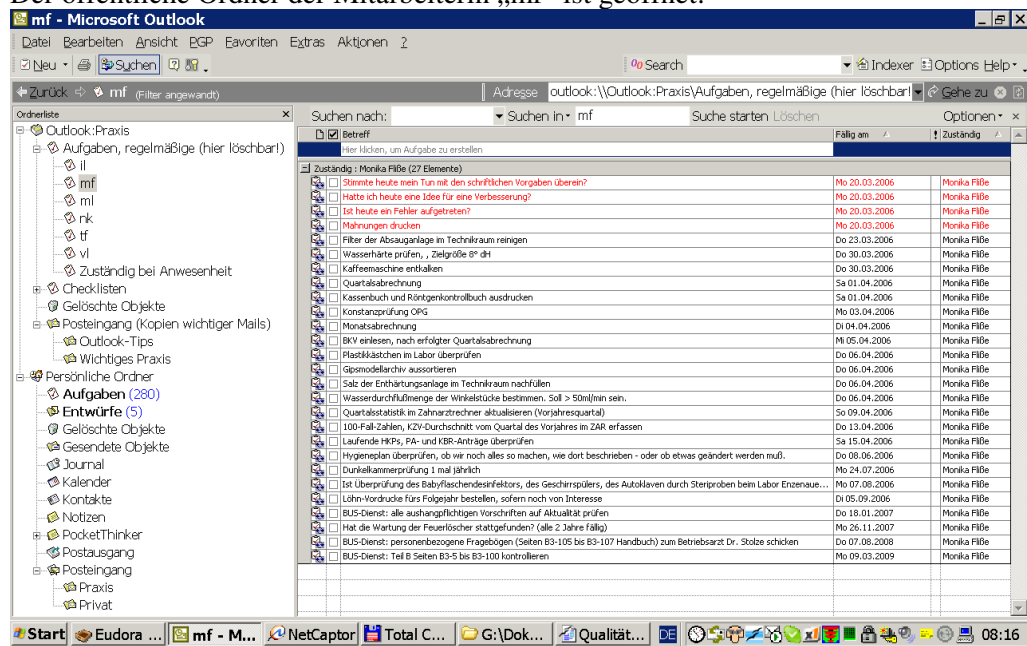 Der öffentliche Ordner der Mitarbeiterin „mf“ ist geöffnet.
mf - Microsoft Outlook
Datei Bearbeiten Ansicht PGP Favoriten Extras Aktionen ?
Neu Suchen Search Indexer Options Help
Zurück mf (Filter angewandt) Adresse outlook:\\Outlook:Praxis\Aufgaben, regelmäßige (hier löschbar! Gehe zu
Ordnerliste × Suchen nach: Suchen in mf Suche starten Löschen Optionen ×
Outlook:Praxis
Aufgaben, regelmäßige (hier löschbar!)
il
mf
ml
nk
tf
vl
Zuständig bei Anwesenheit
Checklisten
Gelöschte Objekte
Posteingang (Kopien wichtiger Mails)
Outlook-Tips
Wichtiges Praxis
Persönliche Ordner
Aufgaben (280)
Entwürfe (5)
Gelöschte Objekte
Gesendete Objekte
Journal
Kalender
Kontakte
Notizen
PocketThinker
Postausgang
Posteingang
Praxis
Privat
Betreff Fällig am ! Zuständig
Hier klicken, um Aufgabe zu erstellen
Zuständig : Monika Fliße (27 Elemente)
Stimmte heute mein Tun mit den schriftlichen Vorgaben überein? Mo 20.03.2006 Monika Fliße
Hatte ich heute eine Idee für eine Verbesserung? Mo 20.03.2006 Monika Fliße
Ist heute ein Fehler aufgetreten? Mo 20.03.2006 Monika Fliße
Mahnungen drucken Mo 20.03.2006 Monika Fliße
Filter der Absauganlage im Technikraum reinigen Do 23.03.2006 Monika Fliße
Wasserhärte prüfen, , Zielgröße 8° dH Do 30.03.2006 Monika Fliße
Kaffeemaschine entkalken Do 30.03.2006 Monika Fliße
Quartalsabrechnung Sa 01.04.2006 Monika Fliße
Kassenbuch und Röntgenkontrollbuch ausdrucken Sa 01.04.2006 Monika Fliße
Konstanzprüfung OPG Mo 03.04.2006 Monika Fliße
Monatsabrechnung Di 04.04.2006 Monika Fliße
BKV einlesen, nach erfolgter Quartalsabrechnung Mi 05.04.2006 Monika Fliße
Plastikkästchen im Labor überprüfen Do 06.04.2006 Monika Fliße
Gipsmodellarchiv aussortieren Do 06.04.2006 Monika Fliße
Salz der Enthärtungsanlage im Technikraum nachfüllen Do 06.04.2006 Monika Fliße
Wasserdurchflußmenge der Winkelstücke bestimmen. Soll > 50ml/min sein. Do 06.04.2006 Monika Fliße
Quartalsstatistik im Zahnarztrechner aktualisieren (Vorjahresquartal) So 09.04.2006 Monika Fliße
100-Fall-Zahlen, KZV-Durchschnitt vom Quartal des Vorjahres im ZAR erfassen Do 13.04.2006 Monika Fliße
Laufende HKPs, PA- und KBR-Anträge überprüfen Sa 15.04.2006 Monika Fliße
Hygieneplan überprüfen, ob wir noch alles so machen, wie dort beschrieben - oder ob etwas geändert werden muß. Do 08.06.2006 Monika Fliße
Dunkelkammerprüfung 1 mal jährlich Mo 24.07.2006 Monika Fliße
Ist Überprüfung des Babyflaschendesinfektors, des Geschirrspülers, des Autoklaven durch Steriproben beim Labor Enzenaue... Mo 07.08.2006 Monika Fliße
Löhn-Vordrucke fürs Folgejahr bestellen, sofern noch von Interesse Di 05.09.2006 Monika Fliße
BUS-Dienst: alle aushangpflichtigen Vorschriften auf Aktualität prüfen Do 18.01.2007 Monika Fliße
Hat die Wartung der Feuerlöscher stattgefunden? (alle 2 Jahre fällig) Mo 26.11.2007 Monika Fliße
BUS-Dienst: personenbezogene Fragebögen (Seiten B3-105 bis B3-107 Handbuch) zum Betriebsarzt Dr. Stolze schicken Do 07.08.2008 Monika Fliße
BUS-Dienst: Teil B Seiten B3-5 bis B3-100 kontrollieren Mo 09.03.2009 Monika Fliße
Start Eudora ... mf - M... NetCaptor Total C... G:\Dok... Qualität... DE 08:16